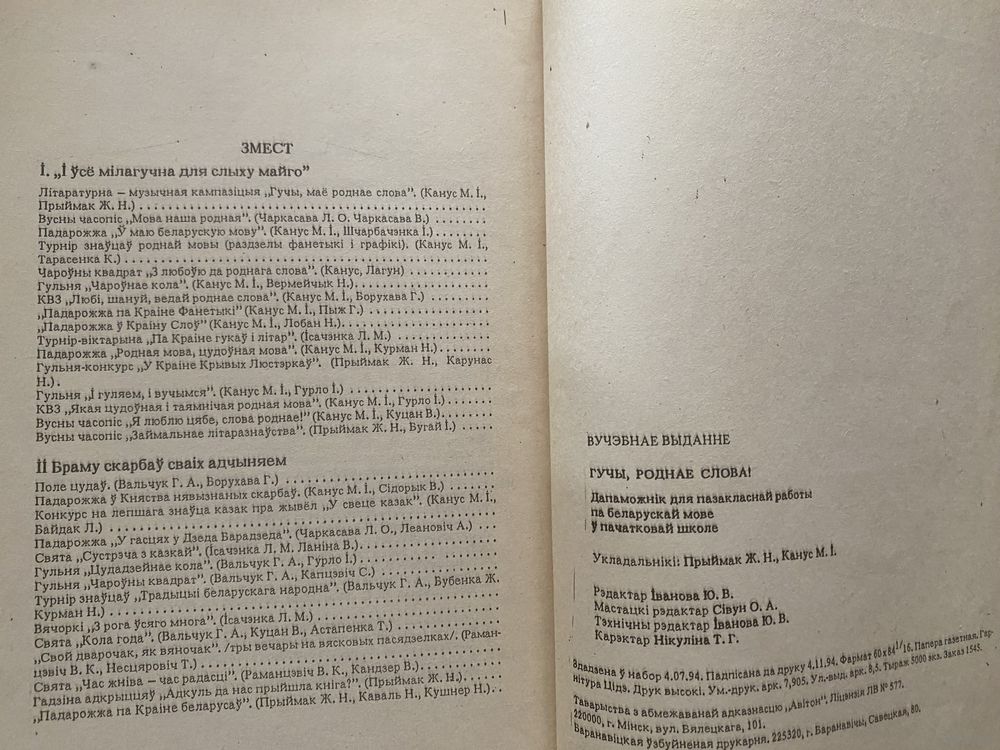 ЗМЕСТ
І. „І ўсё мілагучна для слыху майго”
Літаратурна – музычная кампазіцыя „Гучы, маё роднае слова”. (Канус М. І.,
Прыймак Ж. Н.) . . . . . . . . . . . . . . . . . . . . . . . . . . . . . .
Вусны часопіс „Мова наша родная”. (Чаркасава Л. О. Чаркасава В.) . . . . . . .
Падарожжа „Ў маю беларускую мову”. (Канус М. І., Шчарбачэнка І.) . . . . . . .
Турнір знаўцаў роднай мовы (раздзелы фанетыкі і графікі). (Канус М. І.,
Тарасенка К.) . . . . . . . . . . . . . . . . . . . . . . . . . . . . . .
Чароўны квадрат „З любоўю да роднага слова”. (Канус, Лагун) . . . . . . . . . .
Гульня „Чароўнае кола”. (Канус М. І., Вермейчык Н.) . . . . . . . . . . . . . .
КВЗ „Любі, шануй, ведай роднае слова”. (Канус М. І., Борухава Г.) . . . . . . .
„Падарожжа па Краіне Фанетыкі” (Канус М. І., Пыж Г.) . . . . . . . . . . . . .
„Падарожжа ў Краіну Слоў” (Канус М. І., Лобан Н.). . . . . . . . . . . . . . .
Турнір-віктарына „Па Краіне гукаў і літар”. (Ісачэнка Л. М.) . . . . . . . . . .
Падарожжа „Родная мова, цудоўная мова”. (Канус М. І., Курман Н.) . . . . . . .
Гульня-конкурс „У Краіне Крывых Люстэркаў”. (Прыймак Ж. Н., Карунас
Н.) .
Гульня „І гуляем, і вучымся”. (Канус М. І., Гурло І.) . . . . . . . . . . . . .
КВЗ „Якая цудоўная і таямнічая родная мова”. (Канус М. І., Гурло І.) . . . . .
Вусны часопіс „Я люблю цябе, слова роднае!” (Канус М. І., Куцан В.) . . . . . .
Вусны часопіс „Займальнае літаразнаўства”. (Прыймак Ж. Н., Бугай І.) . . . . .
ІІ Браму скарбаў сваіх адчыняем
Поле цудаў. (Вальчук Г. А., Борухава Г.) . . . . . . . . . . . . . . . . . . .
Падарожжа ў Княства нявызнаных скарбаў. (Канус М. І., Сідорык В.) . . . . . . .
Конкурс на лепшага знаўца казак пра жывёл „У свеце казак”. (Канус М. І.,
Байдак Л.) . . . . . . . . . . . . . . . . . . . . . . . . . . . . . . .
Падарожжа „У гасцях у Дзеда Варадзеда”. (Чаркасава Л. О., Леановіч А.) . . . .
Свята „Сустрэча з казкай”. (Ісачэнка Л. М. Ланіна В.) . . . . . . . . . . . . .
Гульня „Цудадзейнае кола”. (Вальчук Г. А., Гурло І.) . . . . . . . . . . . . .
Гульня „Чароўны квадрат”. (Вальчук Г. А., Капцэвіч С.) . . . . . . . . . . . .
Турнір знаўцаў „Традыцыі беларускага народна”. (Вальчук Г. А., Бубенка Ж.
Курман Н.) . . . . . . . . . . . . . . . . . . . . . . . . . . . . . . .
Вячоркі „З рога ўсяго многа”. (Ісачэнка Л. М.) . . . . . . . . . . . . . . . .
Свята „Кола года”. (Вальчук Г. А., Куцан В., Астапенка Т.) . . . . . . . . . .
„Свой дварочак, як вяночак”. /тры вечары на вясковых пасядзелках/. (Раман-
цэвіч В. К., Несцяровіч Т.) . . . . . . . . . . . . . . . . . . . . . . . .
Свята „Час жніва – час радасці”. (Раманцэвіч В. К., Кандзер В.) . . . . . . . .
Гадзіна адкрыццяў „Адкуль да нас прыйшла кніга?”. (Прыймак Ж. Н.). . . . . . .
„Падарожжа па Краіне беларусаў”. (Прыймак Ж. Н., Каваль Н., Кушнер Н.) . .
ВУЧЭБНАЕ ВЫДАННЕ
ГУЧЫ, РОДНАЕ СЛОВА!
Дапаможнік для пазакласнай работы
па беларускай мове
ў пачатковай школе
Укладальнікі: Прыймак Ж. Н., Канус М. І.
Рэдактар Іванова Ю. В.
Мастацкі рэдактар Сівун О. А.
Тэхнічны рэдактар Іванова Ю. В.
Карэктар Нікуліна Т. Г.
Здадзена ў набор 4.07.94. Падпісана да друку 4.11.94. Фармат 60х84¹/16. Папера газетная. Гар-
нітура Цідэ. Друк высокі. Ум.-друк. арк. 7,905. Ул.-выд. арк. 8,5. Тыраж 5000 экз. Заказ 1545.
Таварыства з абмежаванай адказнасцю „Авітон”. Ліцэнзія ЛВ № 577.
220000, г. Мінск, вул. Вялецкага, 101.
Баранавіцкая ўзбуйненая друкарня. 225320, г. Баранавічы, Савецкая, 80.